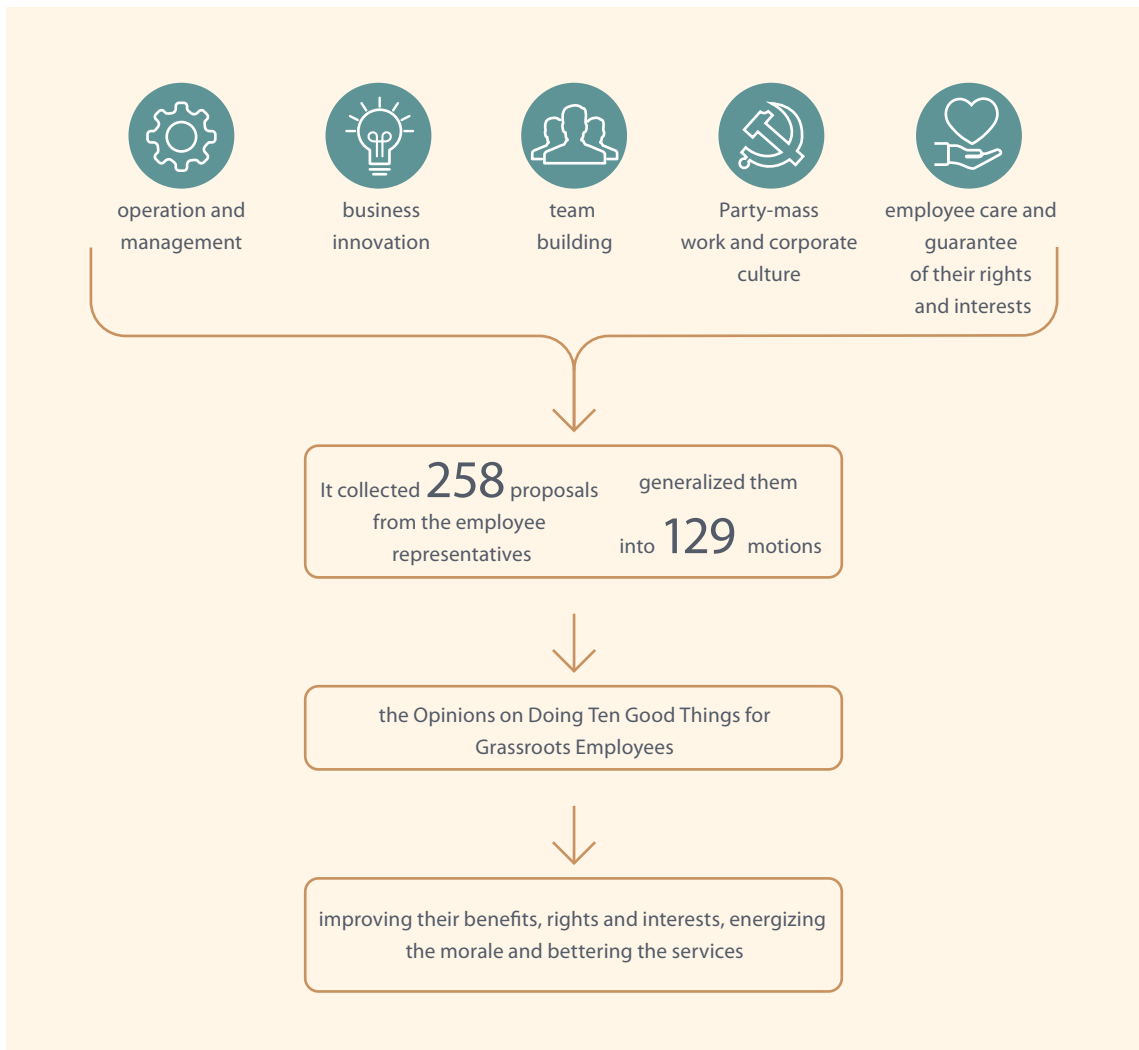 operation and
management
business
innovation
team
building
Party-mass
work and corporate
culture
employee care and
guarantee
of their rights
and interests
It collected 258 proposals
from the employee
representatives
generalized them
into 129 motions
the Opinions on Doing Ten Good Things for
Grassroots Employees
improving their benefits, rights and interests, energizing
the morale and bettering the services